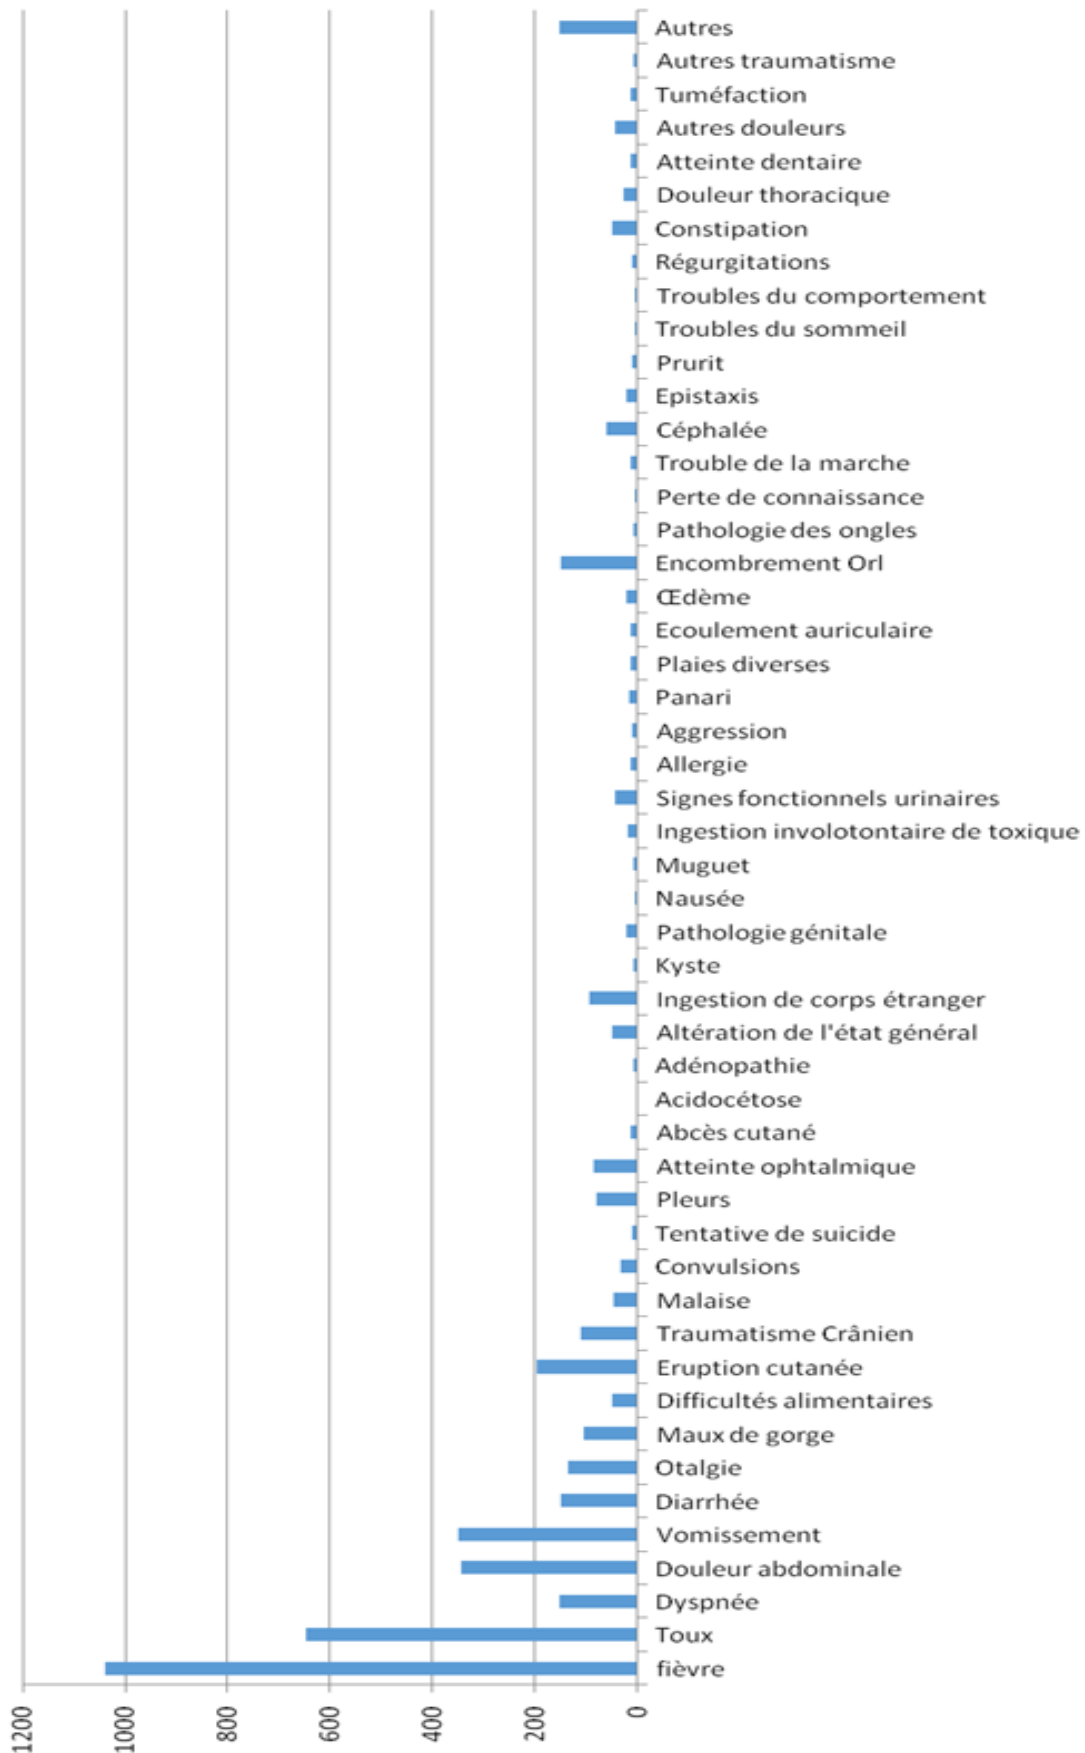 Autres
Autres traumatisme
Tuméfaction
Autres douleurs
Atteinte dentaire
Douleur thoracique
Constipation
Régurgitations
Troubles du comportement
Troubles du sommeil
Prurit
Epistaxis
Céphalée
Trouble de la marche
Perte de connaissance
Pathologie des ongles
Encombrement Orl
Œdème
Ecoulement auriculaire
Plaies diverses
Panari
Aggression
Allergie
Signes fonctionnels urinaires
Ingestion involotontaire de toxique
Muguet
Nausée
Pathologie génitale
Kyste
Ingestion de corps étranger
Altération de l'état général
Adénopathie
Acidocétose
Abcès cutané
Atteinte ophtalmique
Pleurs
Tentative de suicide
Convulsions
Malaise
Traumatisme Crânien
Eruption cutanée
Difficultés alimentaires
Maux de gorge
Otalgie
Diarrhée
Vomissement
Douleur abdominale
Dyspnée
Toux
fièvre
1200
1000
800
600
400
200
0